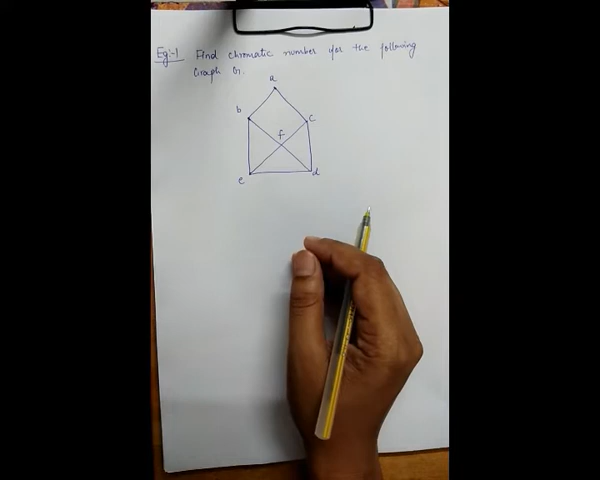 Eg:-1 Find chromatic number for the following
Graph G.
a
b
c
f
e
d